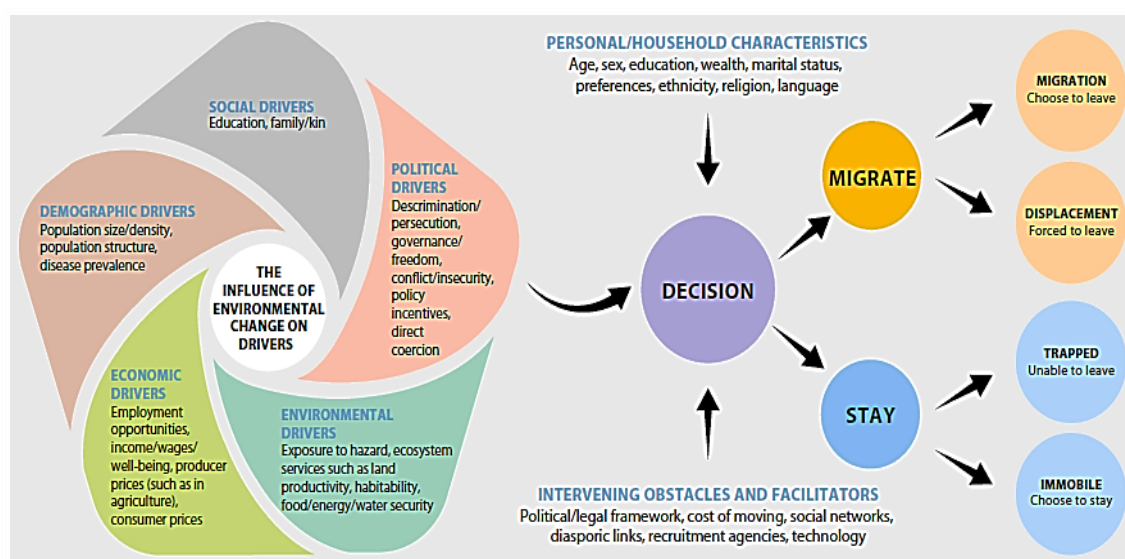 SOCIAL DRIVERS
Education, family/kin
POLITICAL
DRIVERS
Descrimination/
persecution,
governance/
freedom,
conflict/insecurity,
policy
incentives,
direct
coercion
DEMOGRAPHIC DRIVERS
Population size/density,
population structure,
disease prevalence
THE
INFLUENCE OF
ENVIRONMENTAL
CHANGE ON
DRIVERS
ECONOMIC
DRIVERS
Employment
opportunities,
income/wages/
well-being, producer
prices (such as in
agriculture),
consumer prices
ENVIRONMENTAL
DRIVERS
Exposure to hazard, ecosystem
services such as land
productivity, habitability,
food/energy/water security
PERSONAL/HOUSEHOLD CHARACTERISTICS
Age, sex, education, wealth, marital status,
preferences, ethnicity, religion, language
DECISION
INTERVENING OBSTACLES AND FACILITATORS
Political/legal framework, cost of moving, social networks,
diasporic links, recruitment agencies, technology
MIGRATE
STAY
MIGRATION
Choose to leave
DISPLACEMENT
Forced to leave
TRAPPED
Unable to leave
IMMOBILE
Choose to stay